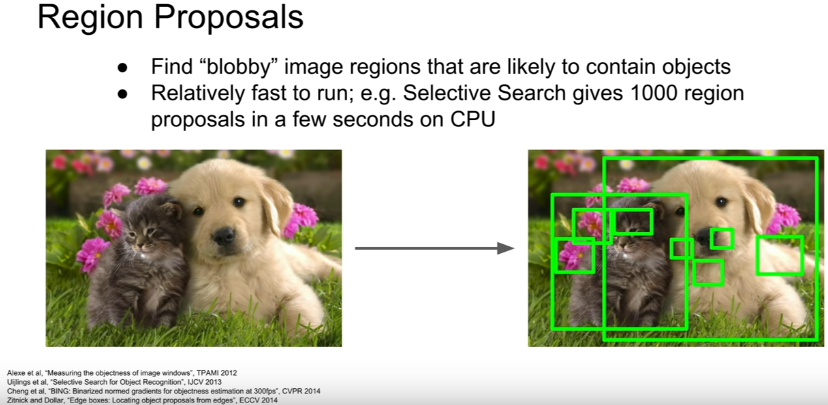 Region Proposals
● Find “blobby” image regions that are likely to contain objects
● Relatively fast to run; e.g. Selective Search gives 1000 region
proposals in a few seconds on CPU
Alexe et al, “Measuring the objectness of image windows”, TPAMI 2012
Uijlings et al, “Selective Search for Object Recognition”, IJCV 2013
Cheng et al, “BING: Binarized normed gradients for objectness estimation at 300fps”, CVPR 2014
Zitnick and Dollar, “Edge boxes: Locating object proposals from edges”, ECCV 2014